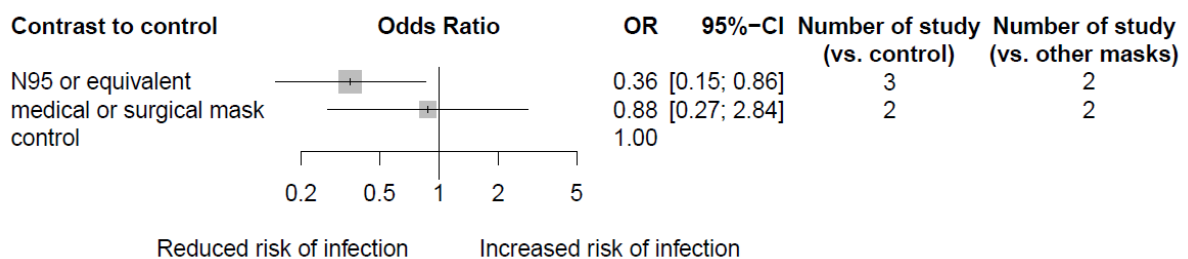 Contrast to control Odds Ratio OR 95%−CI Number of study Number of study
(vs. control) (vs. other masks)
N95 or equivalent 0.36 [0.15; 0.86] 3 2
medical or surgical mask 0.88 [0.27; 2.84] 2 2
control 1.00
0.2 0.5 1 2 5
Reduced risk of infection Increased risk of infection